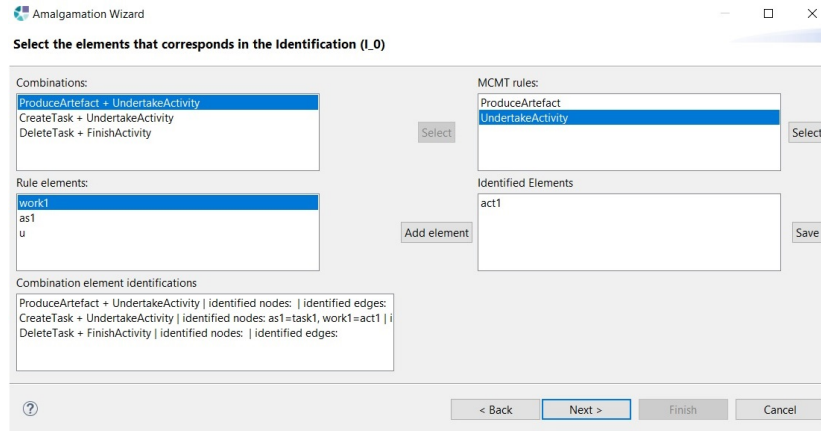 Amalgamation Wizard
Select the elements that corresponds in the Identification (I_0)
Combinations:
ProduceArtefact + UndertakeActivity
CreateTask + UndertakeActivity
DeleteTask + FinishActivity
Select
MCMT rules:
ProduceArtefact
UndertakeActivity
Select
Rule elements:
work1
as1
u
Add element
Identified Elements
act1
Save
Combination element identifications
ProduceArtefact + UndertakeActivity | identified nodes: | identified edges:
CreateTask + UndertakeActivity | identified nodes: as1=task1, work1=act1 | i
DeleteTask + FinishActivity | identified nodes: | identified edges:
?
< Back
Next >
Finish
Cancel